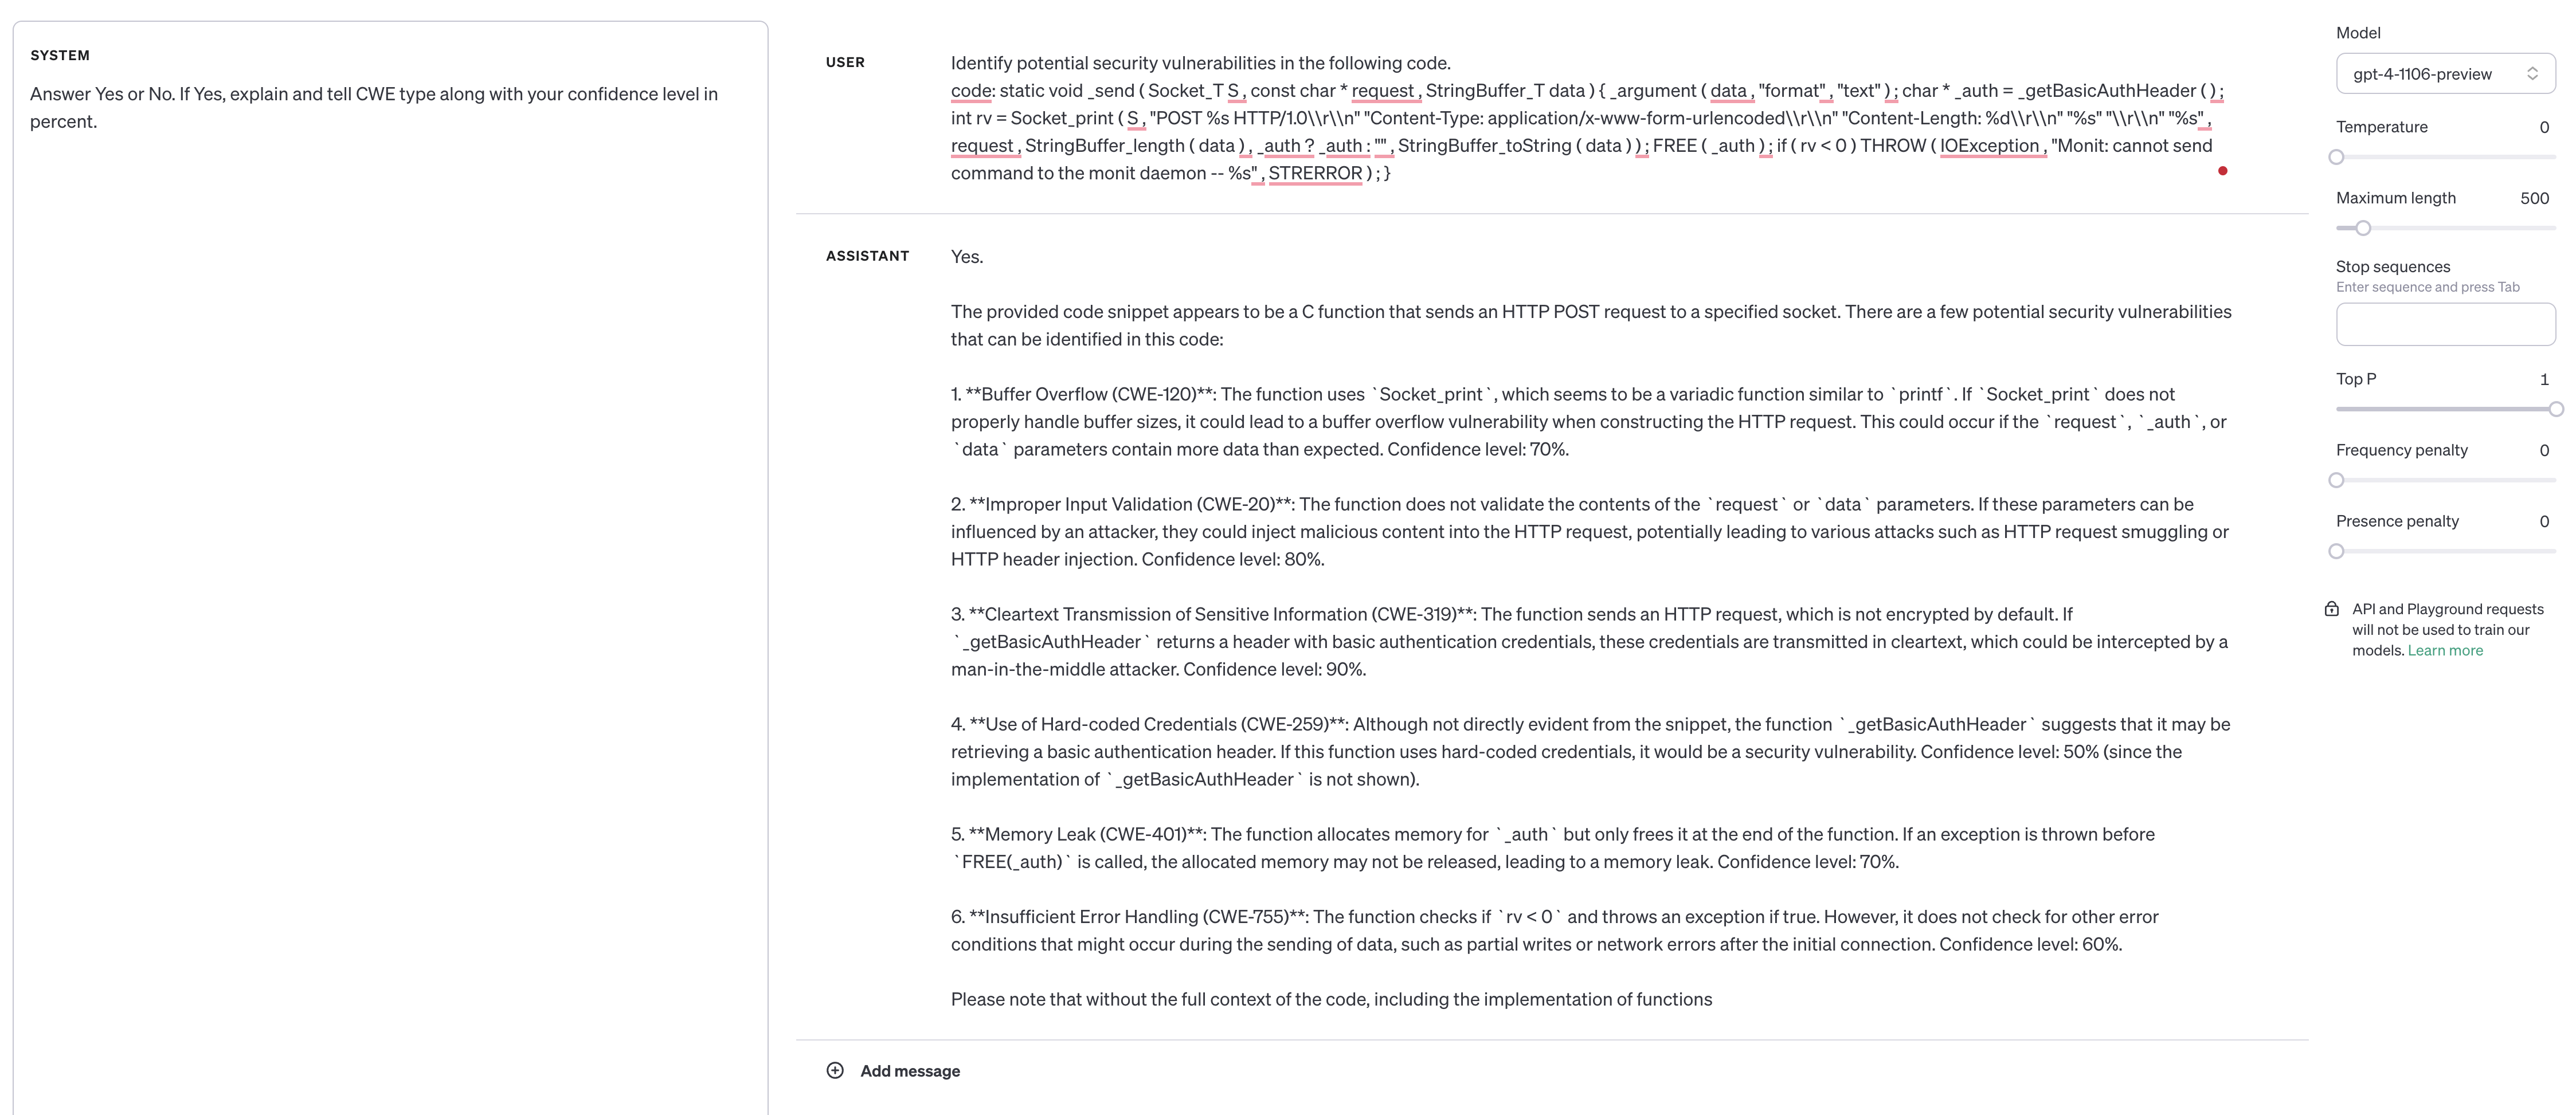 SYSTEM
Answer Yes or No. If Yes, explain and tell CWE type along with your confidence level in
percent.
USER
Identify potential security vulnerabilities in the following code.
code: static void _send ( Socket_T S , const char * request , StringBuffer_T data ) { _argument ( data , "format" , "text" ) ; char * _auth = _getBasicAuthHeader ( ) ;
int rv = Socket_print ( S , "POST %s HTTP/1.0\\r\\n" "Content-Type: application/x-www-form-urlencoded\\r\\n" "Content-Length: %d\\r\\n" "%s" "\\r\\n" "%s" ,
request , StringBuffer_length ( data ) , _auth ? _auth : "" , StringBuffer_toString ( data ) ) ; FREE ( _auth ) ; if ( rv < 0 ) THROW ( IOException , "Monit: cannot send
command to the monit daemon -- %s" , STRERROR ) ; }
ASSISTANT
Yes.
The provided code snippet appears to be a C function that sends an HTTP POST request to a specified socket. There are a few potential security vulnerabilities
that can be identified in this code:
1. **Buffer Overflow (CWE-120)**: The function uses `Socket_print`, which seems to be a variadic function similar to `printf`. If `Socket_print` does not
properly handle buffer sizes, it could lead to a buffer overflow vulnerability when constructing the HTTP request. This could occur if the `request`, `_auth`, or
`data` parameters contain more data than expected. Confidence level: 70%.
2. **Improper Input Validation (CWE-20)**: The function does not validate the contents of the `request` or `data` parameters. If these parameters can be
influenced by an attacker, they could inject malicious content into the HTTP request, potentially leading to various attacks such as HTTP request smuggling or
HTTP header injection. Confidence level: 80%.
3. **Cleartext Transmission of Sensitive Information (CWE-319)**: The function sends an HTTP request, which is not encrypted by default. If
`_getBasicAuthHeader` returns a header with basic authentication credentials, these credentials are transmitted in cleartext, which could be intercepted by a
man-in-the-middle attacker. Confidence level: 90%.
4. **Use of Hard-coded Credentials (CWE-259)**: Although not directly evident from the snippet, the function `_getBasicAuthHeader` suggests that it may be
retrieving a basic authentication header. If this function uses hard-coded credentials, it would be a security vulnerability. Confidence level: 50% (since the
implementation of `_getBasicAuthHeader` is not shown).
5. **Memory Leak (CWE-401)**: The function allocates memory for `_auth` but only frees it at the end of the function. If an exception is thrown before
`FREE(_auth)` is called, the allocated memory may not be released, leading to a memory leak. Confidence level: 70%.
6. **Insufficient Error Handling (CWE-755)**: The function checks if `rv < 0` and throws an exception if true. However, it does not check for other error
conditions that might occur during the sending of data, such as partial writes or network errors after the initial connection. Confidence level: 60%.
Please note that without the full context of the code, including the implementation of functions
Add message
Model
gpt-4-1106-preview
Temperature 0
Maximum length 500
Stop sequences
Enter sequence and press Tab
Top P 1
Frequency penalty 0
Presence penalty 0
API and Playground requests
will not be used to train our
models. Learn more